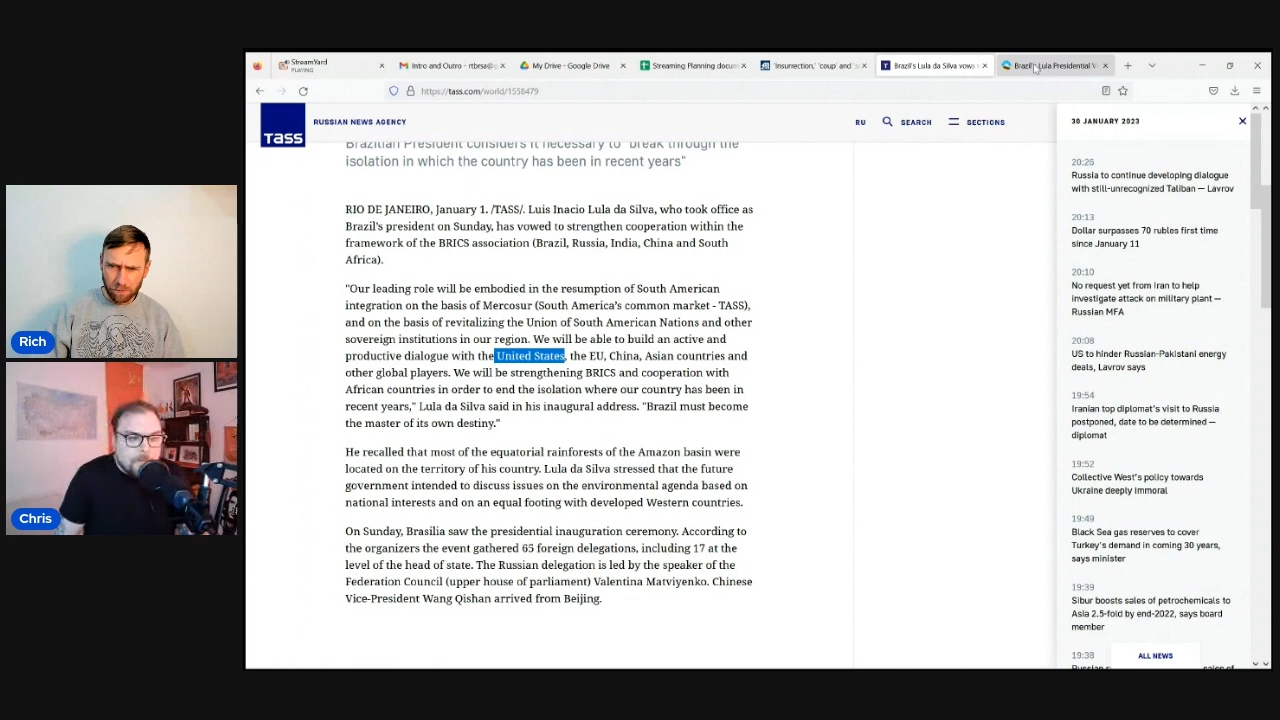 StreamYard
PLAYING
Intro and Outro - rtbrsa@g
My Drive - Google Drive
Streaming Planning docum
'Insurrection,' 'coup' and 's
Brazil's Lula da Silva vows
Brazil's Lula Presidential V
https://tass.com/world/1556479
TASS
RUSSIAN NEWS AGENCY
RU
SEARCH
SECTIONS
Brazilian President considers it necessary to "break through the
isolation in which the country has been in recent years"
RIO DE JANEIRO, January 1. /TASS/. Luis Inacio Lula da Silva, who took office as
Brazil's president on Sunday, has vowed to strengthen cooperation within the
framework of the BRICS association (Brazil, Russia, India, China and South
Africa).
"Our leading role will be embodied in the resumption of South American
integration on the basis of Mercosur (South America's common market - TASS),
and on the basis of revitalizing the Union of South American Nations and other
sovereign institutions in our region. We will be able to build an active and
productive dialogue with the United States, the EU, China, Asian countries and
other global players. We will be strengthening BRICS and cooperation with
African countries in order to end the isolation where our country has been in
recent years," Lula da Silva said in his inaugural address. "Brazil must become
the master of its own destiny."
He recalled that most of the equatorial rainforests of the Amazon basin were
located on the territory of his country. Lula da Silva stressed that the future
government intended to discuss issues on the environmental agenda based on
national interests and on an equal footing with developed Western countries.
On Sunday, Brasilia saw the presidential inauguration ceremony. According to
the organizers the event gathered 65 foreign delegations, including 17 at the
level of the head of state. The Russian delegation is led by the speaker of the
Federation Council (upper house of parliament) Valentina Matviyenko. Chinese
Vice-President Wang Qishan arrived from Beijing.
30 JANUARY 2023
20:26
Russia to continue developing dialogue
with still-unrecognized Taliban — Lavrov
20:13
Dollar surpasses 70 rubles first time
since January 11
20:10
No request yet from Iran to help
investigate attack on military plant —
Russian MFA
20:08
US to hinder Russian-Pakistani energy
deals, Lavrov says
19:54
Iranian top diplomat's visit to Russia
postponed, date to be determined —
diplomat
19:52
Collective West's policy towards
Ukraine deeply immoral
19:49
Black Sea gas reserves to cover
Turkey's demand in coming 30 years,
says minister
19:39
Sibur boosts sales of petrochemicals to
Asia 2.5-fold by end-2022, says board
member
19:38
ALL NEWS
Rich
Chris